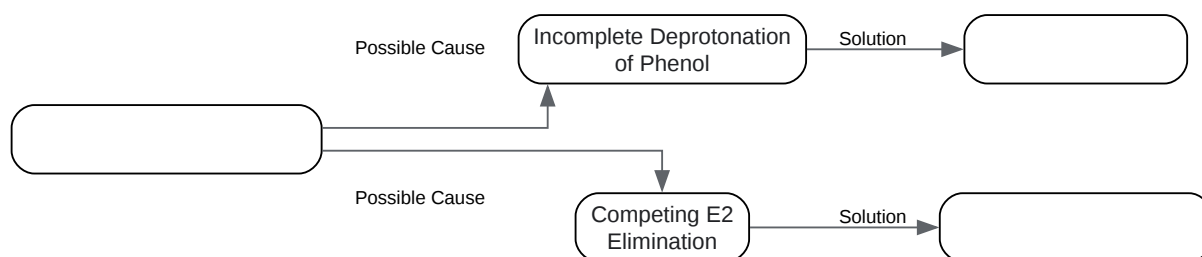 Possible Cause
Incomplete Deprotonation
of Phenol
Solution
Possible Cause
Competing E2
Elimination
Solution